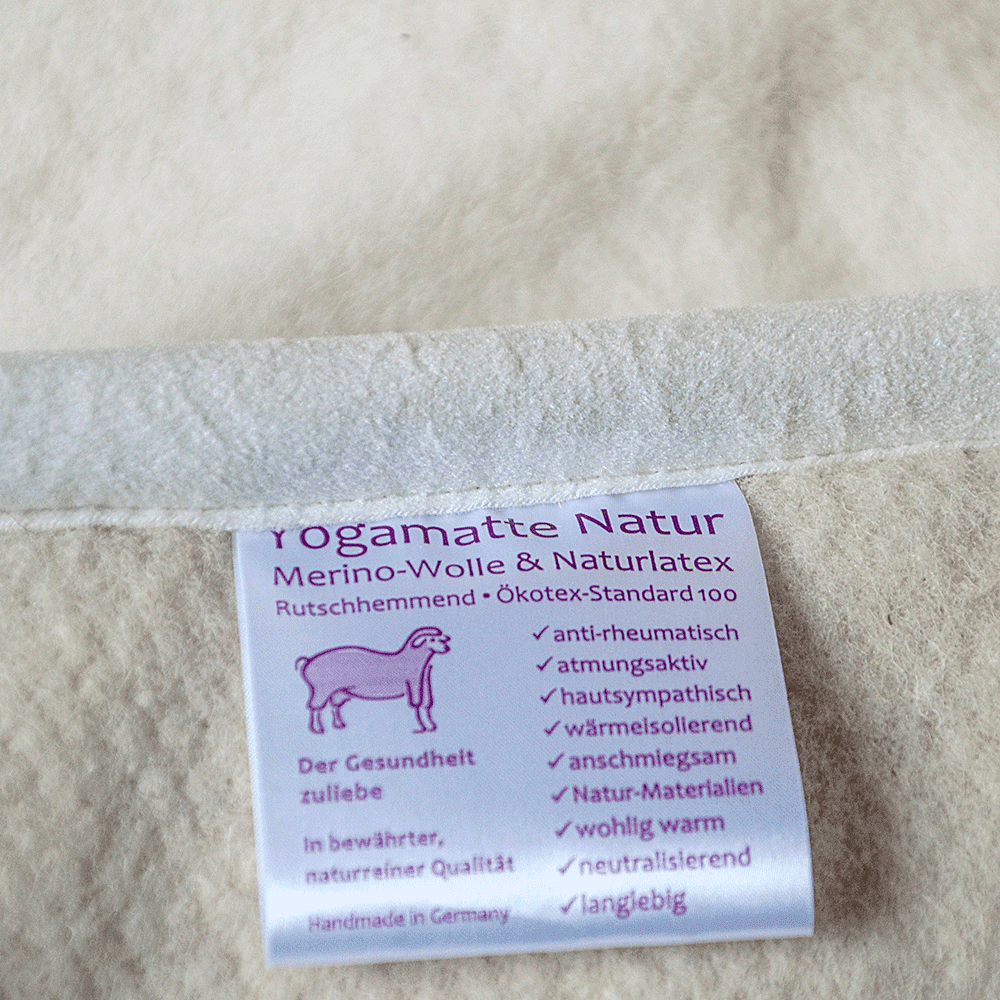 Yogamatte Natur
Merino-Wolle & Naturlatex
Rutschhemmend • Ökotex-Standard 100
✓anti-rheumatisch
✓atmungsaktiv
✓hautsympathisch
✓wärmeisolierend
✓anschmiegsam
✓Natur-Materialien
✓wohlig warm
✓neutralisierend
✓langlebig
Der Gesundheit
zuliebe
In bewährter,
naturreiner Qualität
Handmade in Germany